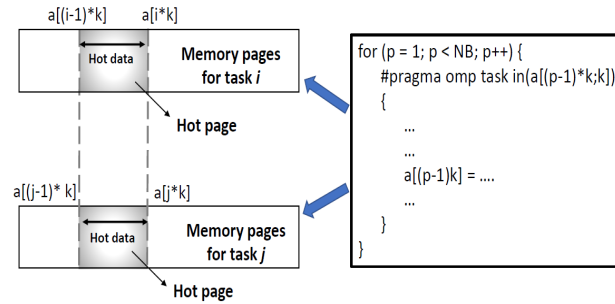 a[(i-1)*k] a[i*k]
Hot data
Memory pages
for task i
Hot page
a[(j-1)* k] a[j*k]
Hot data
Memory pages
for task j
Hot page
for (p = 1; p < NB; p++) {
#pragma omp task in(a[(p-1)*k;k])
{
...
...
a[(p-1)k] = ....
...
}
}